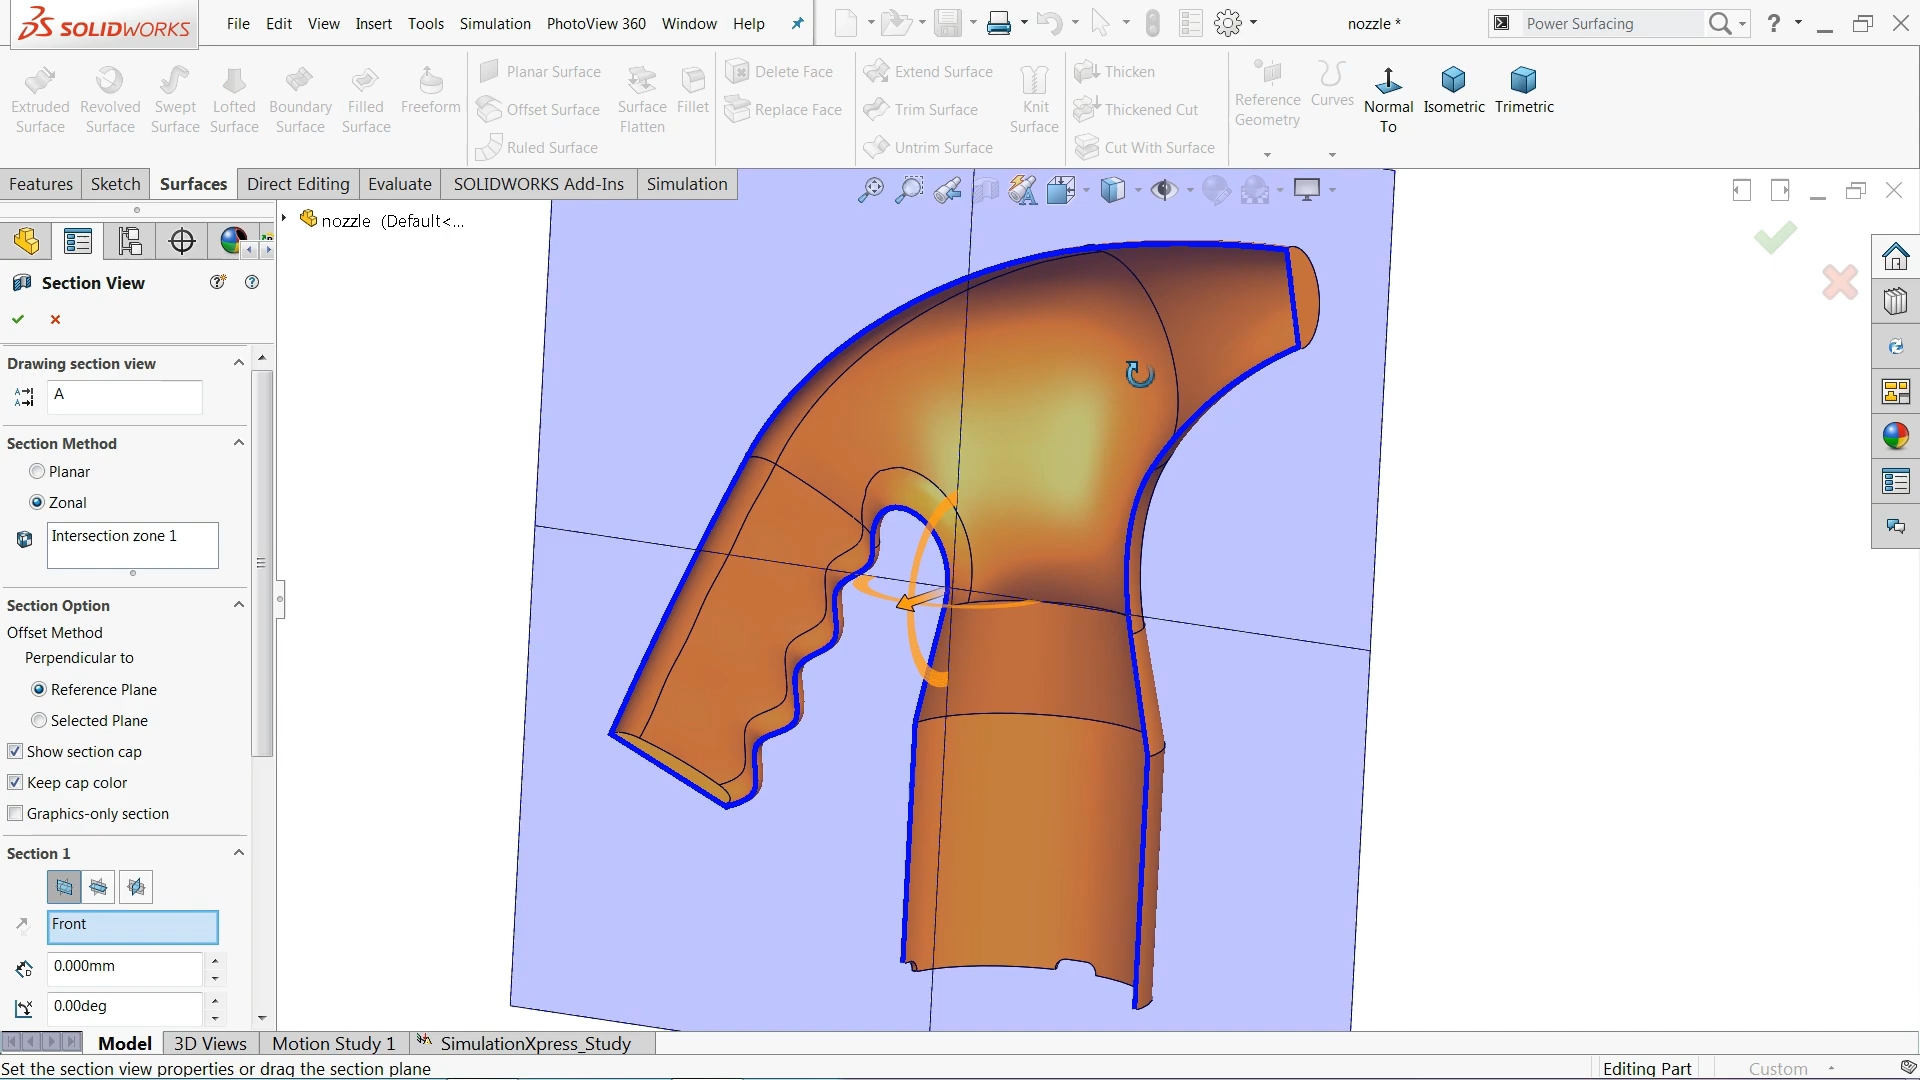 SOLIDWORKS
File Edit View Insert Tools Simulation PhotoView 360 Window Help
nozzle *
Power Surfacing
?
Extruded Surface
Revolved Surface
Swept Surface
Lofted Surface
Boundary Surface
Filled Surface
Freeform
Planar Surface
Offset Surface
Ruled Surface
Surface Flatten
Fillet
Delete Face
Replace Face
Extend Surface
Trim Surface
Untrim Surface
Knit Surface
Thicken
Thickened Cut
Cut With Surface
Reference Geometry
Curves
Normal To
Isometric
Trimetric
Features Sketch Surfaces Direct Editing Evaluate SOLIDWORKS Add-Ins Simulation
nozzle (Default<...
Section View
Drawing section view
A
Section Method
Planar
Zonal
Intersection zone 1
Section Option
Offset Method
Perpendicular to
Reference Plane
Selected Plane
Show section cap
Keep cap color
Graphics-only section
Section 1
Front
0.000mm
0.00deg
Model 3D Views Motion Study 1 SimulationXpress_Study
Set the section view properties or drag the section plane
Editing Part
Custom